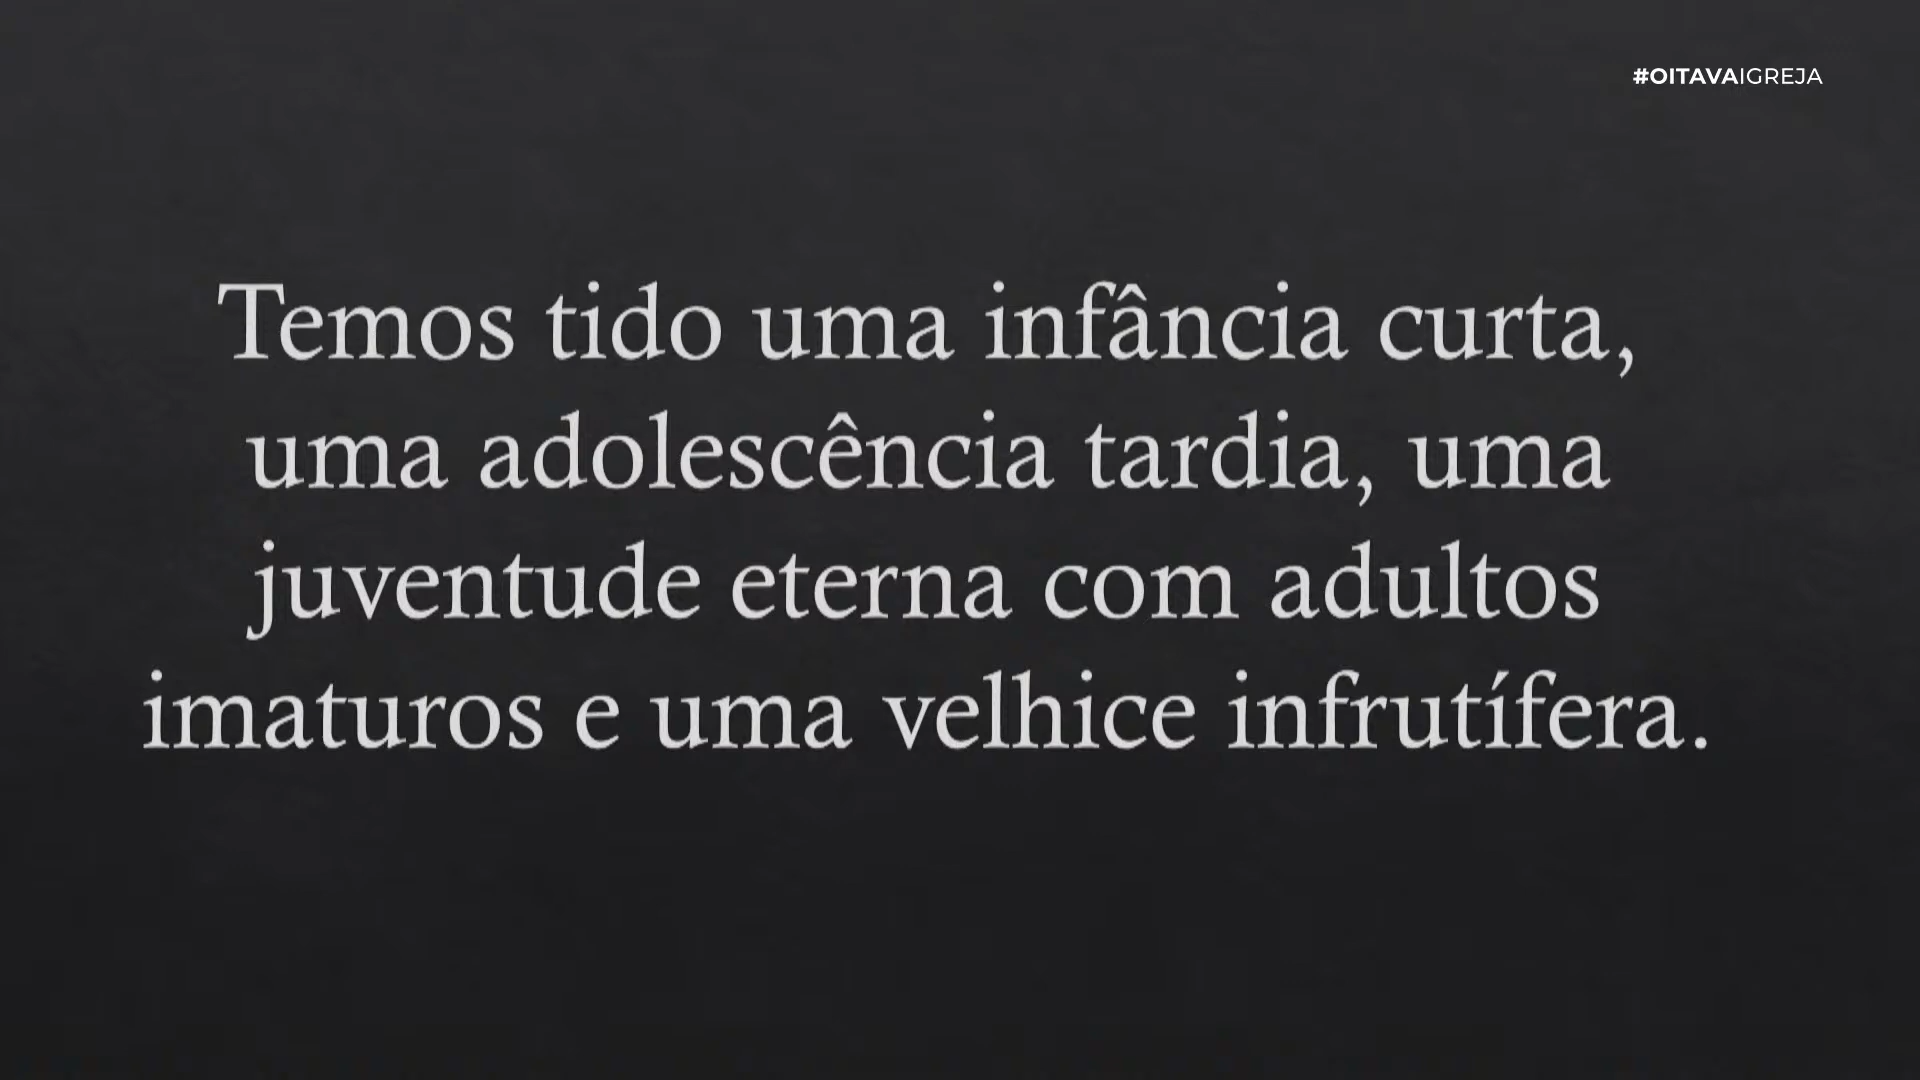 #OITAVAIGREJA
Temos tido uma infância curta,
uma adolescência tardia, uma
juventude eterna com adultos
imaturos e uma velhice infrutífera.